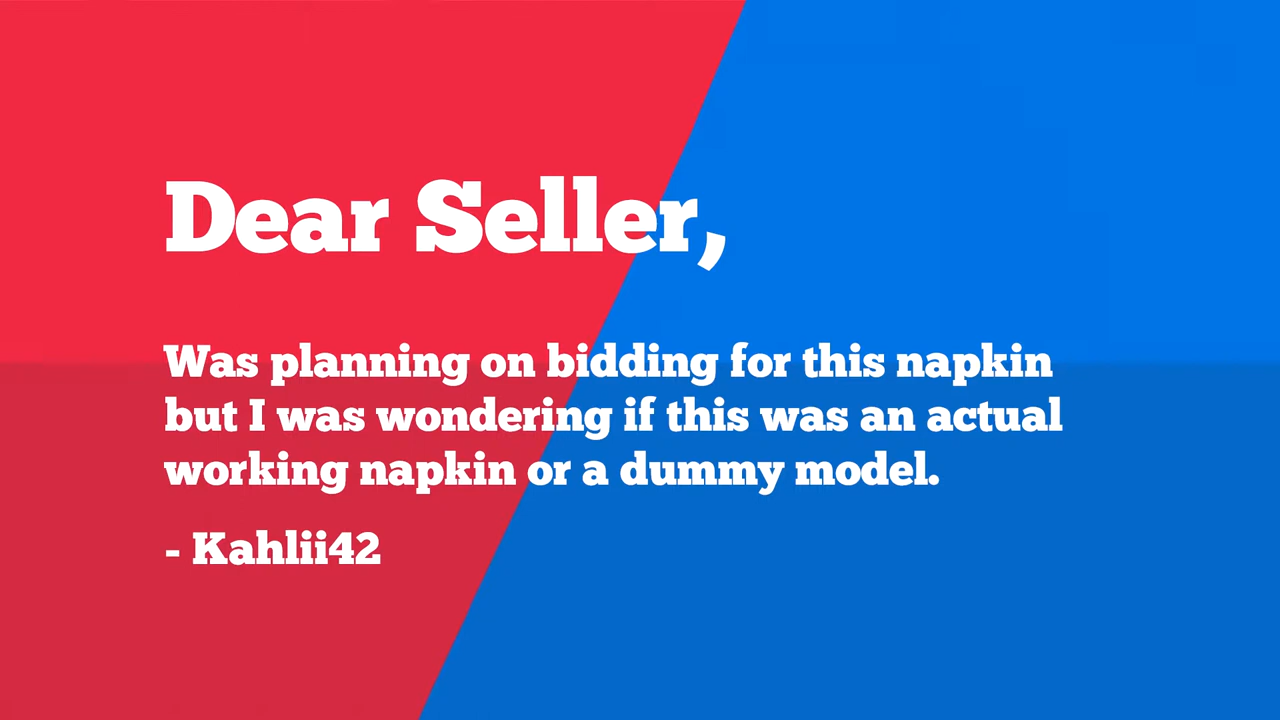 Dear Seller,
Was planning on bidding for this napkin
but I was wondering if this was an actual
working napkin or a dummy model.
- Kahlii42